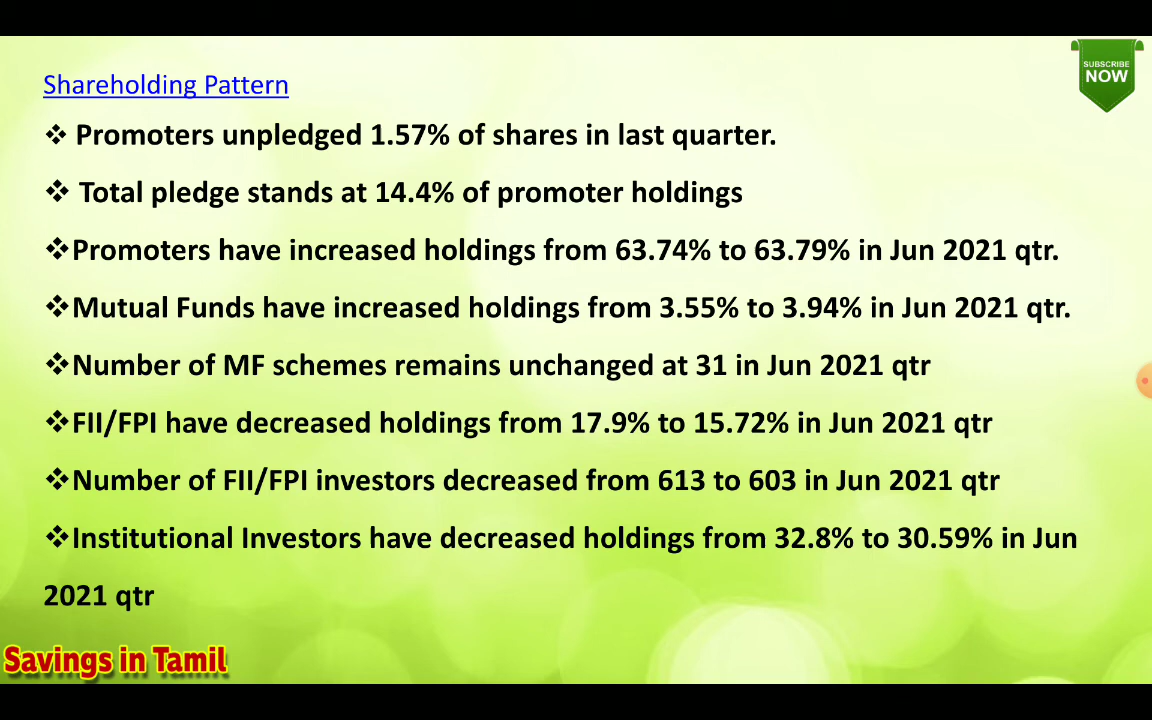 SUBSCRIBE
NOW
Shareholding Pattern
❖ Promoters unpledged 1.57% of shares in last quarter.
❖ Total pledge stands at 14.4% of promoter holdings
❖Promoters have increased holdings from 63.74% to 63.79% in Jun 2021 qtr.
❖Mutual Funds have increased holdings from 3.55% to 3.94% in Jun 2021 qtr.
❖Number of MF schemes remains unchanged at 31 in Jun 2021 qtr
❖FII/FPI have decreased holdings from 17.9% to 15.72% in Jun 2021 qtr
❖Number of FII/FPI investors decreased from 613 to 603 in Jun 2021 qtr
❖Institutional Investors have decreased holdings from 32.8% to 30.59% in Jun
2021 qtr
Savings in Tamil